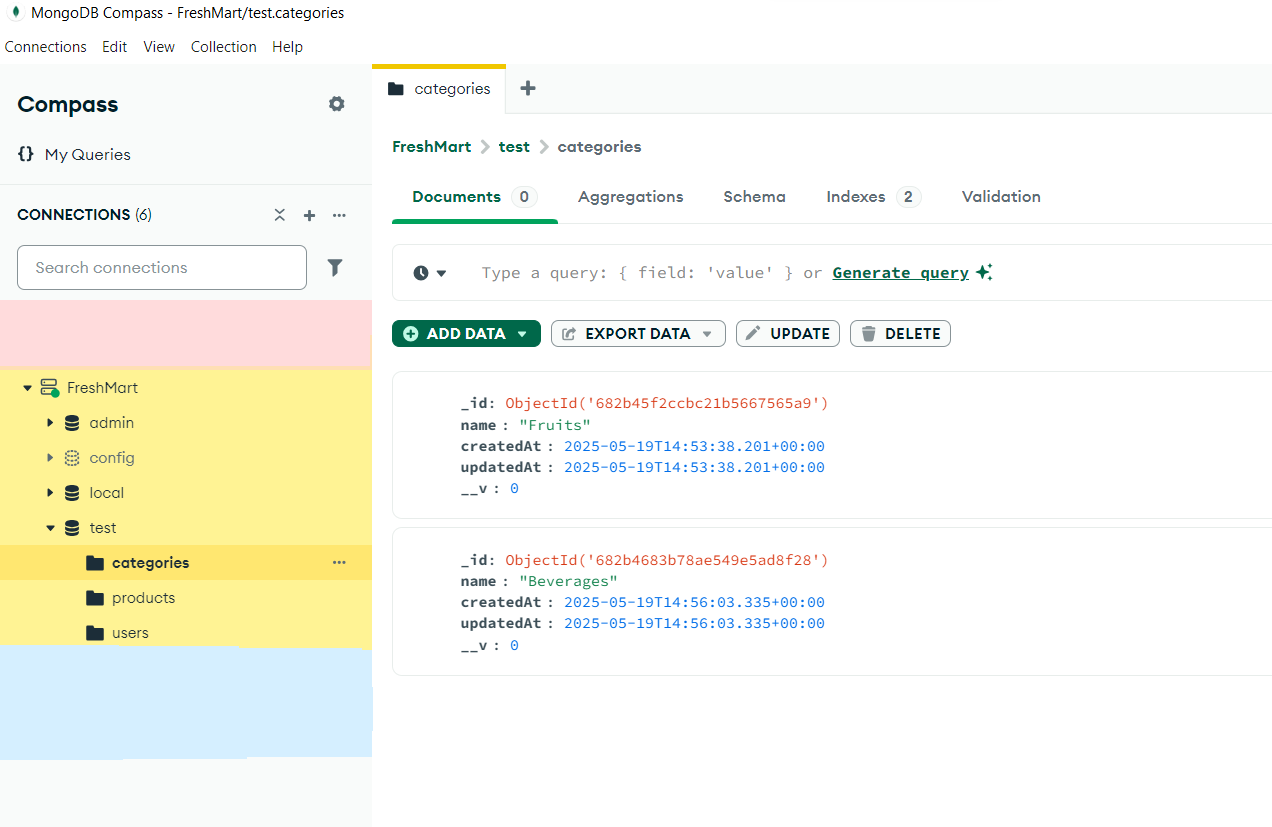 MongoDB Compass - FreshMart/test.categories
Connections Edit View Collection Help
Compass
{} My Queries
CONNECTIONS (6)
Search connections
FreshMart
admin
config
local
test
categories
products
users
categories
FreshMart > test > categories
Documents 0 Aggregations Schema Indexes 2 Validation
Type a query: { field: 'value' } or Generate query
ADD DATA EXPORT DATA UPDATE DELETE
_id: ObjectId('682b45f2ccbc21b5667565a9')
name : "Fruits"
createdAt : 2025-05-19T14:53:38.201+00:00
updatedAt : 2025-05-19T14:53:38.201+00:00
__v : 0
_id: ObjectId('682b4683b78ae549e5ad8f28')
name : "Beverages"
createdAt : 2025-05-19T14:56:03.335+00:00
updatedAt : 2025-05-19T14:56:03.335+00:00
__v : 0